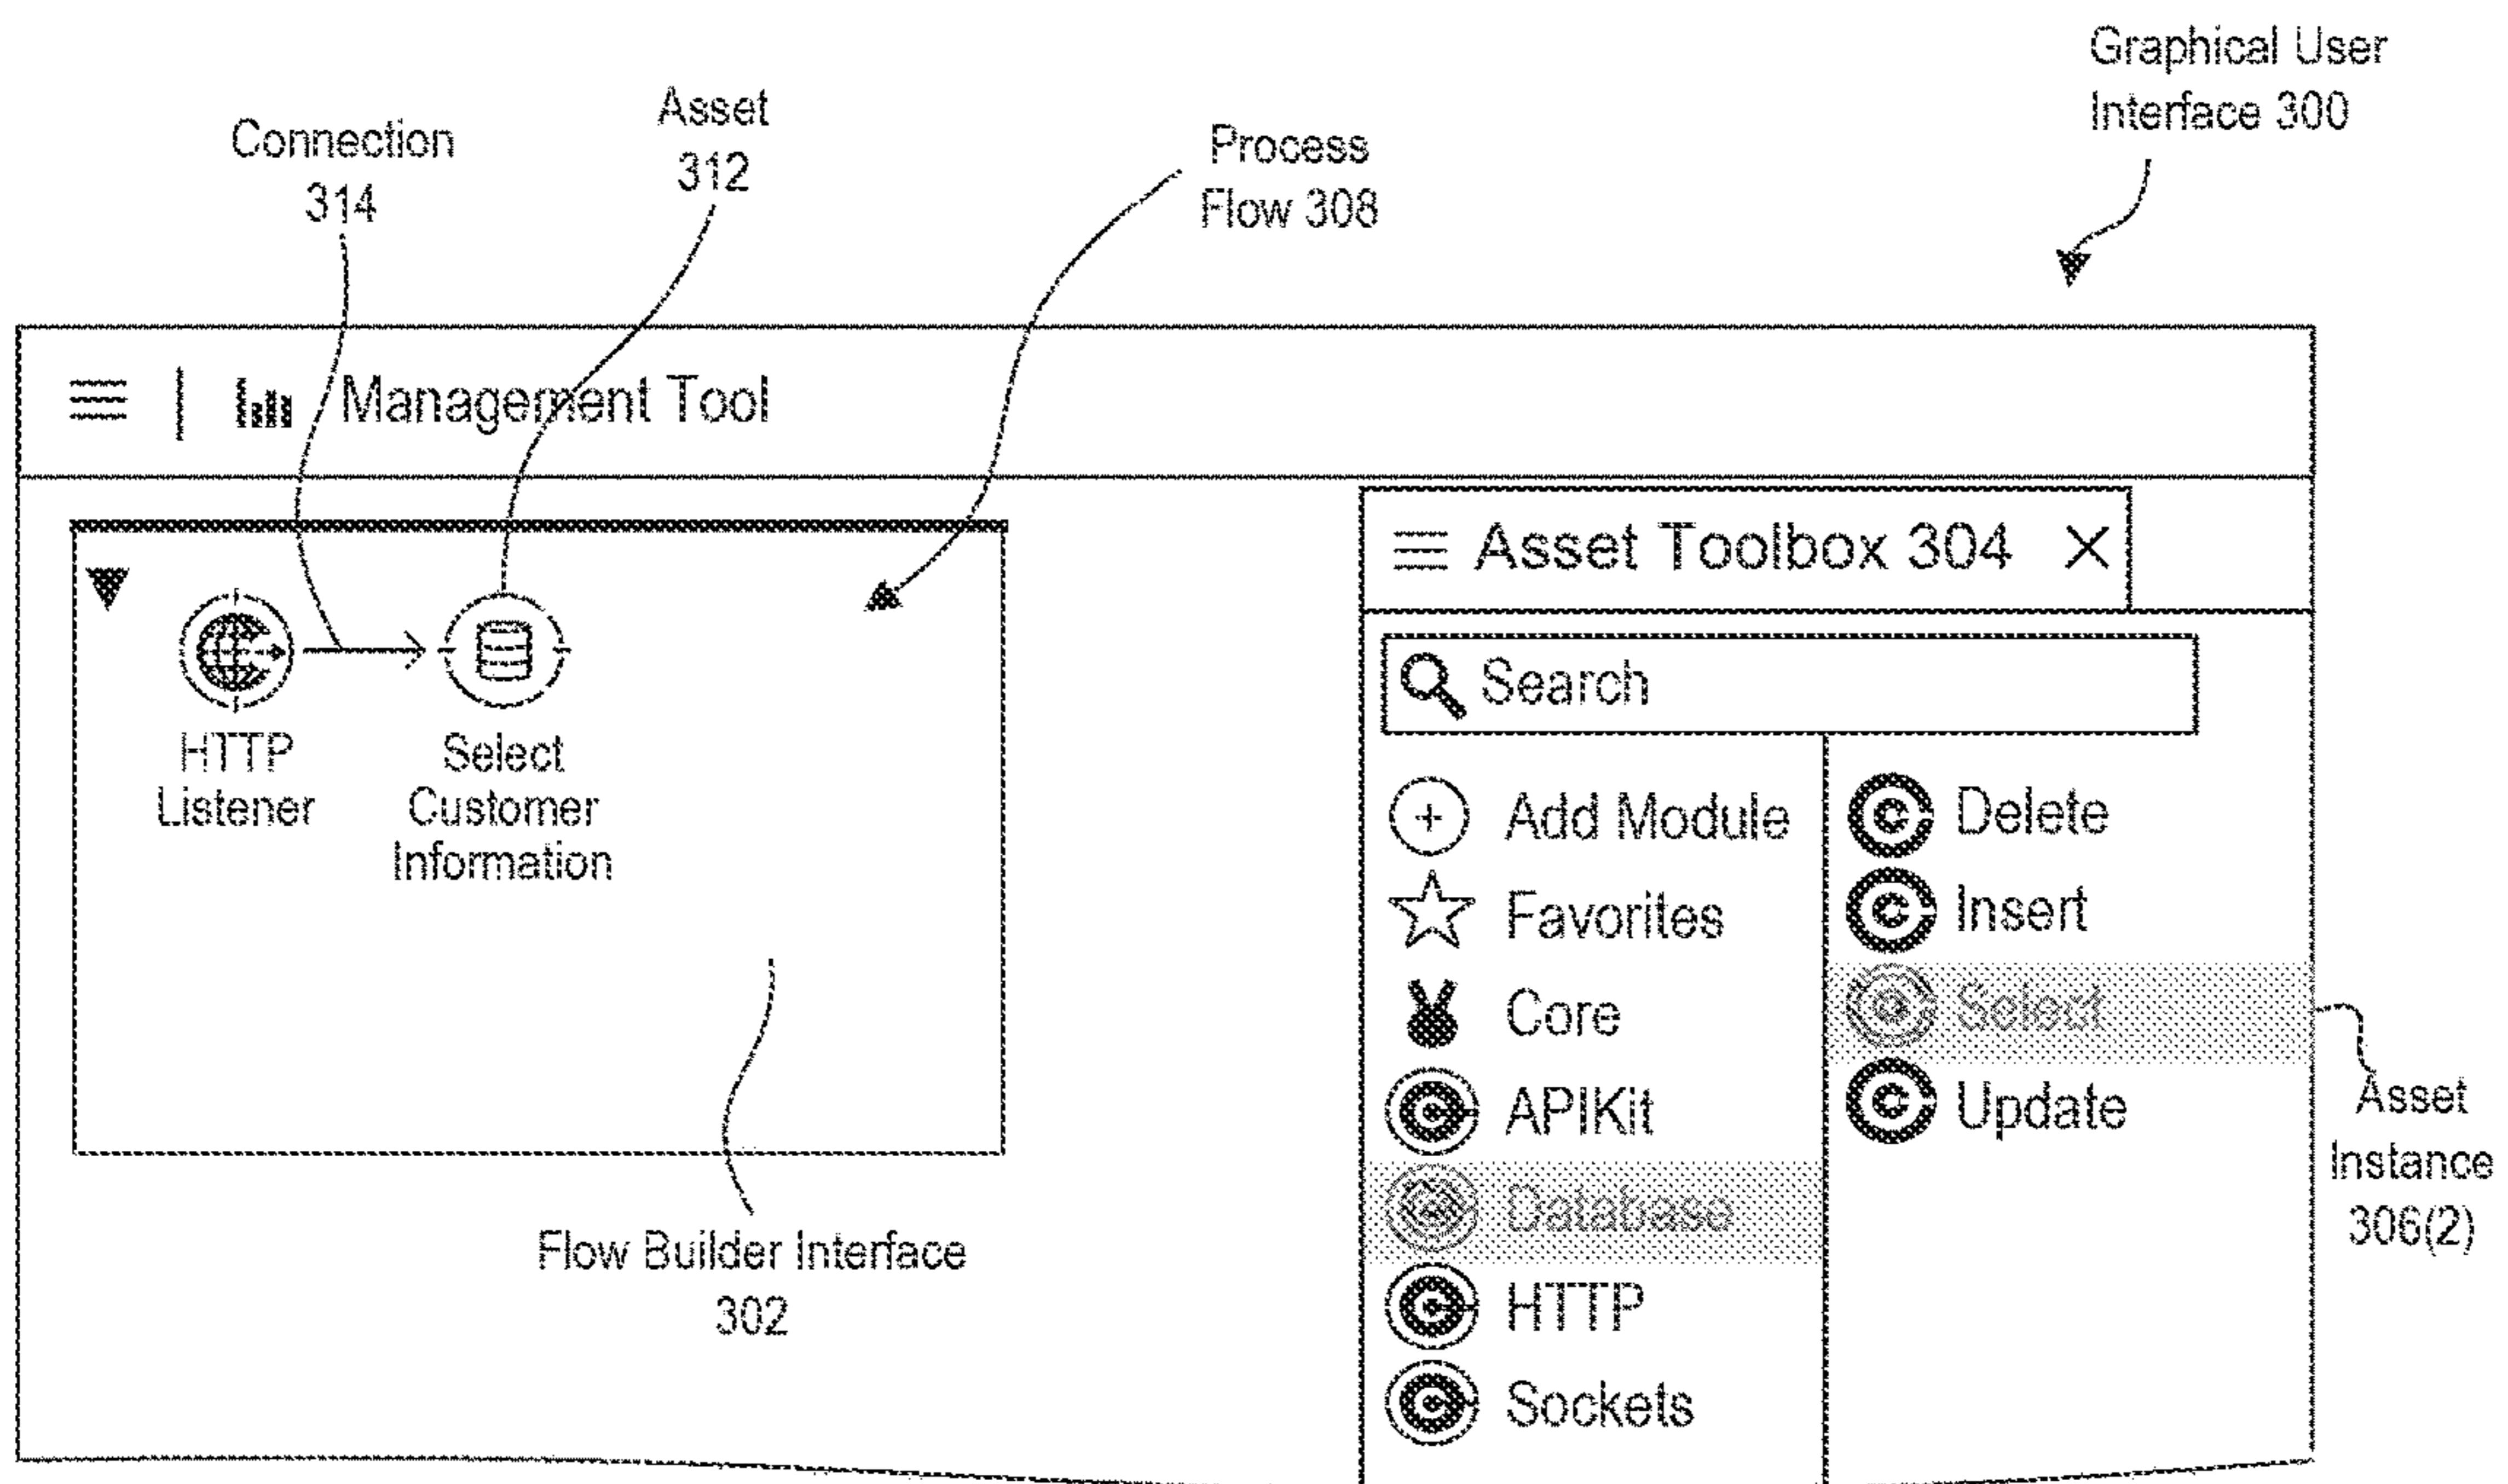 Graphical User
Interface 300
Connection
314
Asset
312
Process
Flow 308
Management Tool
HTTP
Listener
Select
Customer
Information
Flow Builder Interface
302
Asset Toolbox 304
Search
Add Module
Favorites
Core
APIKit
Database
HTTP
Sockets
Delete
Insert
Select
Update
Asset
Instance
306(2)